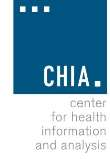 CHIA.
center
for health
information
and analysis